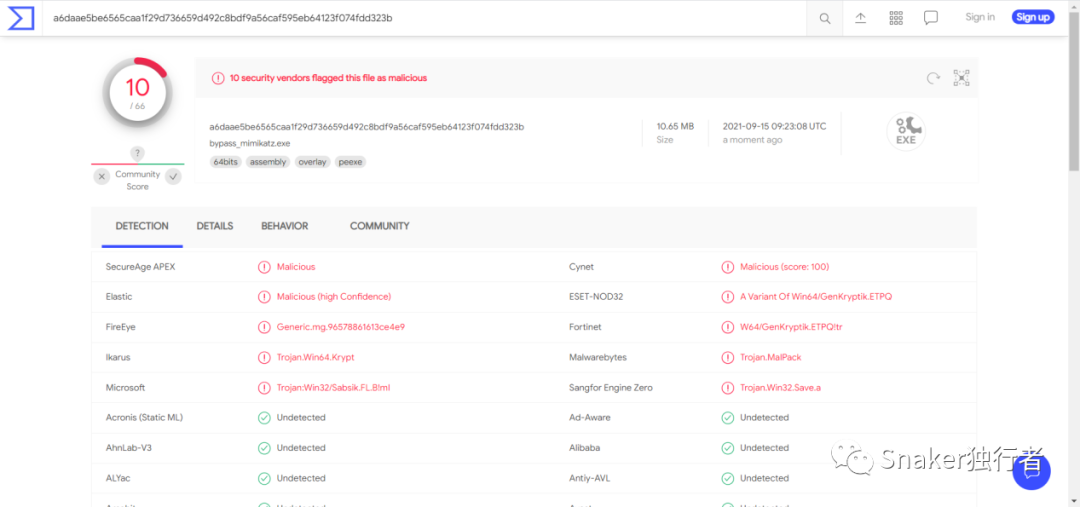 a6daae5be6565caa1f29d736659d492c8bdf9a56caf595eb64123f074fdd323b
Sign in
Sign up
10
/ 66
10 security vendors flagged this file as malicious
a6daae5be6565caa1f29d736659d492c8bdf9a56caf595eb64123f074fdd323b
bypass_mimikatz.exe
64bits assembly overlay peexe
10.65 MB
Size
2021-09-15 09:23:08 UTC
a moment ago
EXE
?
Community
Score
DETECTION DETAILS BEHAVIOR COMMUNITY
SecureAge APEX Malicious Cynet Malicious (score: 100)
Elastic Malicious (high Confidence) ESET-NOD32 A Variant Of Win64/GenKryptik.ETPQ
FireEye Generic.mg.96578861613ce4e9 Fortinet W64/GenKryptik.ETPQ!tr
Ikarus Trojan.Win64.Krypt Malwarebytes Trojan.MalPack
Microsoft Trojan:Win32/Sabsik.FL.B!ml Sangfor Engine Zero Trojan.Win32.Save.a
Acronis (Static ML) Undetected Ad-Aware Undetected
AhnLab-V3 Undetected Alibaba Undetected
ALYac Undetected Antiy-AVL Undetected
Snaker独行者